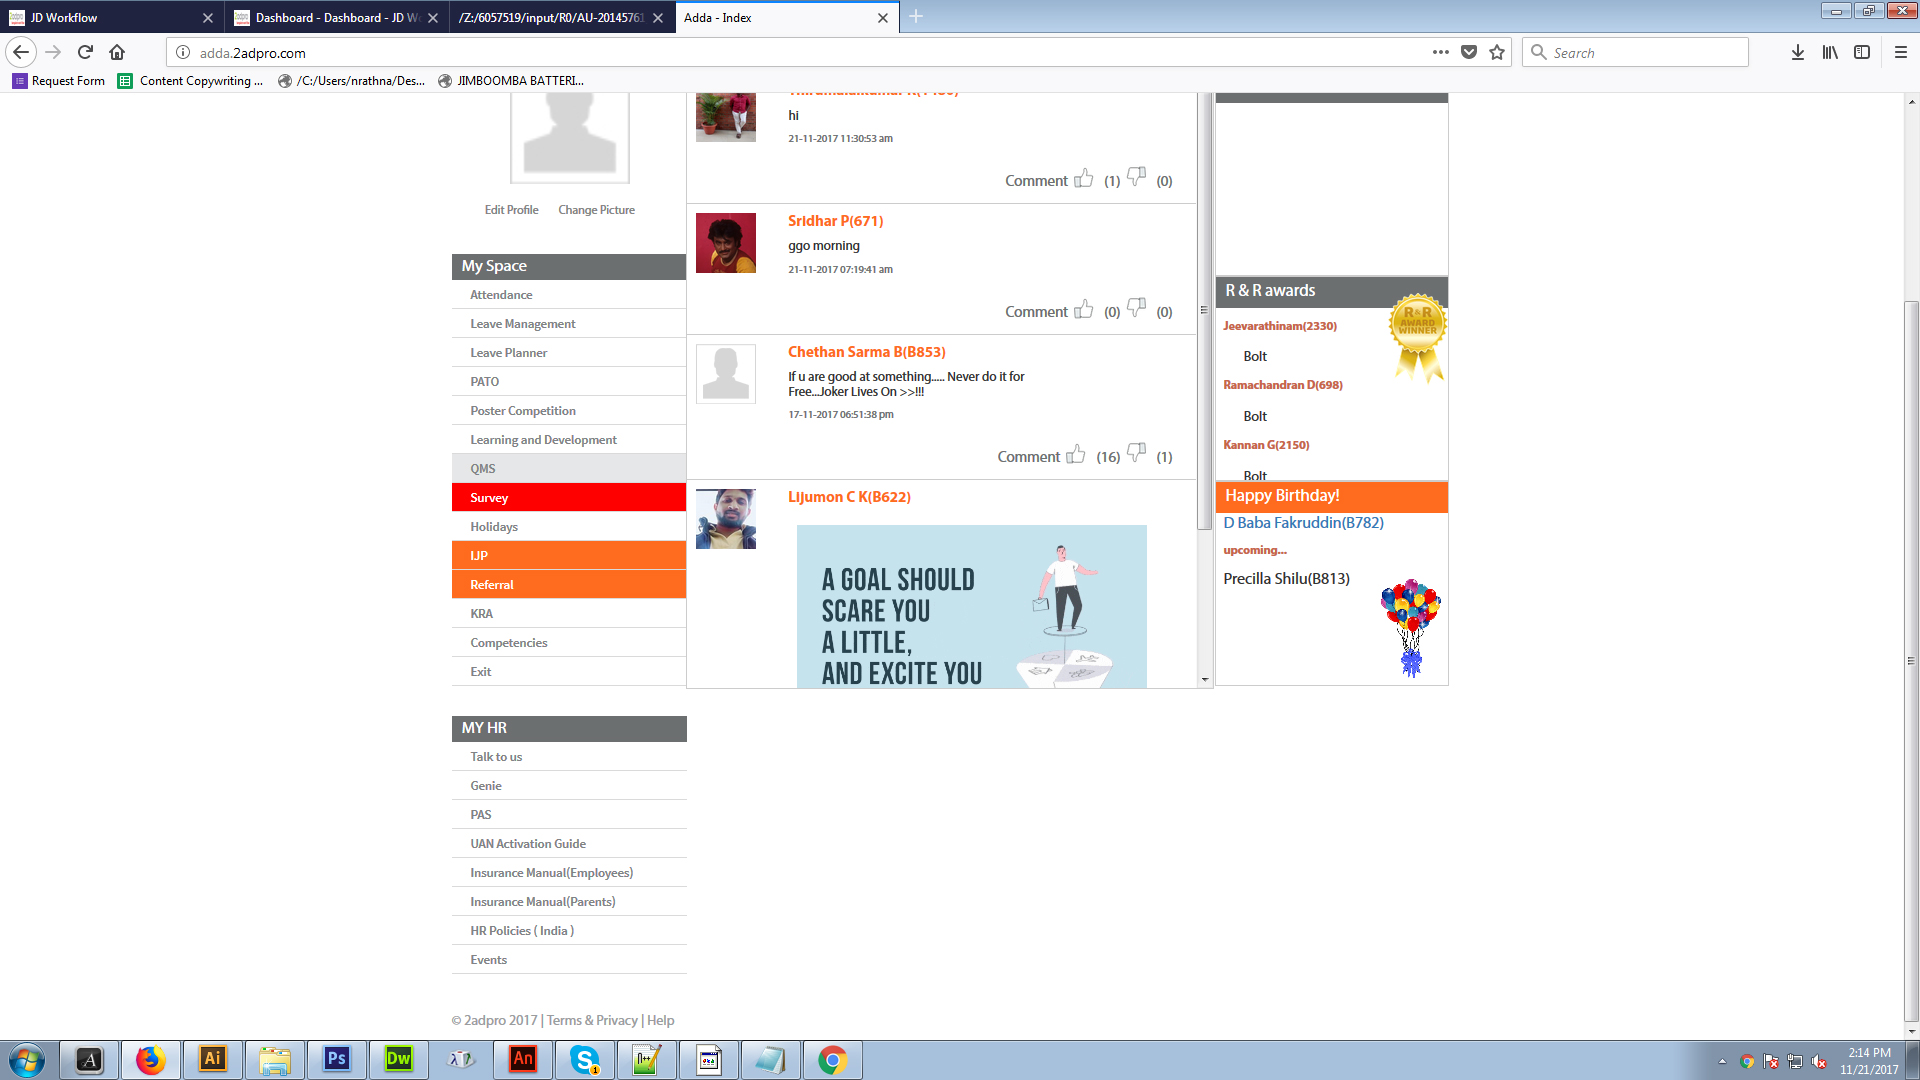 JD Workflow
Dashboard - Dashboard - JD W
/Z:/6057519/input/R0/AU-20145761
Adda - Index
adda.2adpro.com
Search
Request Form
Content Copywriting ...
/C:/Users/nrathna/Des...
JIMBOOMBA BATTERI...
Edit Profile
Change Picture
My Space
Attendance
Leave Management
Leave Planner
PATO
Poster Competition
Learning and Development
QMS
Survey
Holidays
IJP
Referral
KRA
Competencies
Exit
MY HR
Talk to us
Genie
PAS
UAN Activation Guide
Insurance Manual(Employees)
Insurance Manual(Parents)
HR Policies ( India )
Events
© 2adpro 2017 | Terms & Privacy | Help
hi
21-11-2017 11:30:53 am
Comment (1) (0)
Sridhar P(671)
ggo morning
21-11-2017 07:19:41 am
Comment (0) (0)
Chethan Sarma B(B853)
If u are good at something..... Never do it for
Free...Joker Lives On >>!!!
17-11-2017 06:51:38 pm
Comment (16) (1)
Lijumon C K(B622)
A GOAL SHOULD
SCARE YOU
A LITTLE,
AND EXCITE YOU
R & R awards
R&R
AWARD
WINNER
Jeevarathinam(2330)
Bolt
Ramachandran D(698)
Bolt
Kannan G(2150)
Bolt
Happy Birthday!
D Baba Fakruddin(B782)
upcoming...
Precilla Shilu(B813)
A
Ai
Ps
Dw
An
S
1
2:14 PM
11/21/2017